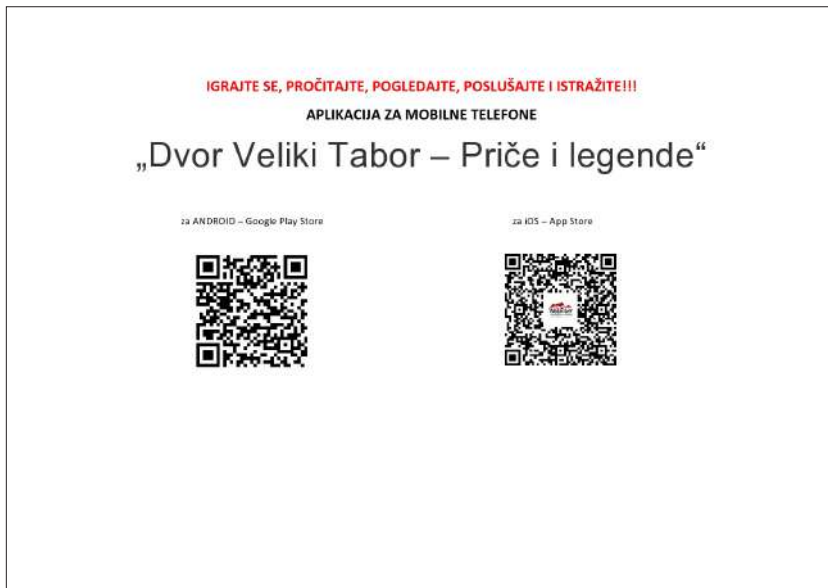 IGRAJTE SE, PROČITAJTE, POGLEDAJTE, POSLUŠAJTE I ISTRAŽITE!!!
APLIKACIJA ZA MOBILNE TELEFONE
„Dvor Veliki Tabor – Priče i legende“
za ANDROID – Google Play Store
za iOS – App Store